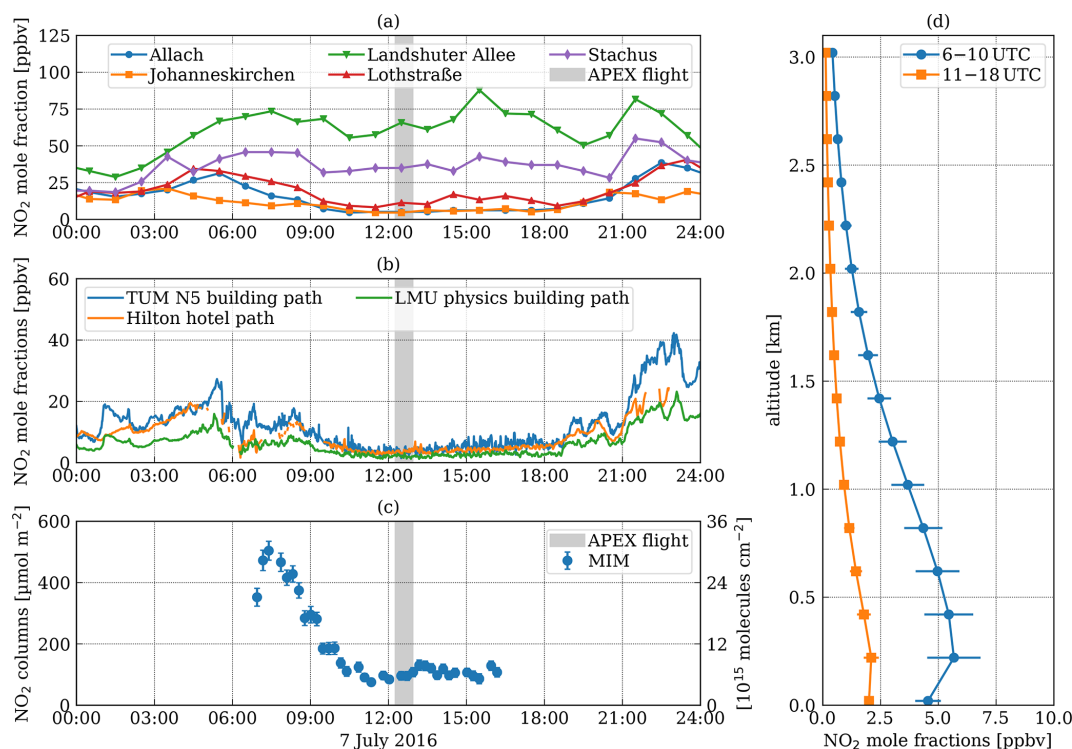 (a)
NO₂ mole fraction [ppbv]
125
100
75
50
25
0
Allach
Johanneskirchen
Landshuter Allee
Lothstraße
Stachus
APEX flight
00:00 03:00 06:00 09:00 12:00 15:00 18:00 21:00 24:00
(b)
NO₂ mole fractions [ppbv]
60
40
20
0
TUM N5 building path
Hilton hotel path
LMU physics building path
00:00 03:00 06:00 09:00 12:00 15:00 18:00 21:00 24:00
(c)
NO₂ columns [µmol m⁻²]
600
400
200
0
APEX flight
MIM
36
24
12
0
[10¹⁵ molecules cm⁻²]
00:00 03:00 06:00 09:00 12:00 15:00 18:00 21:00 24:00
7 July 2016
(d)
altitude [km]
3.0
2.5
2.0
1.5
1.0
0.5
0.0
6−10 UTC
11−18 UTC
0.0 2.5 5.0 7.5 10.0
NO₂ mole fractions [ppbv]